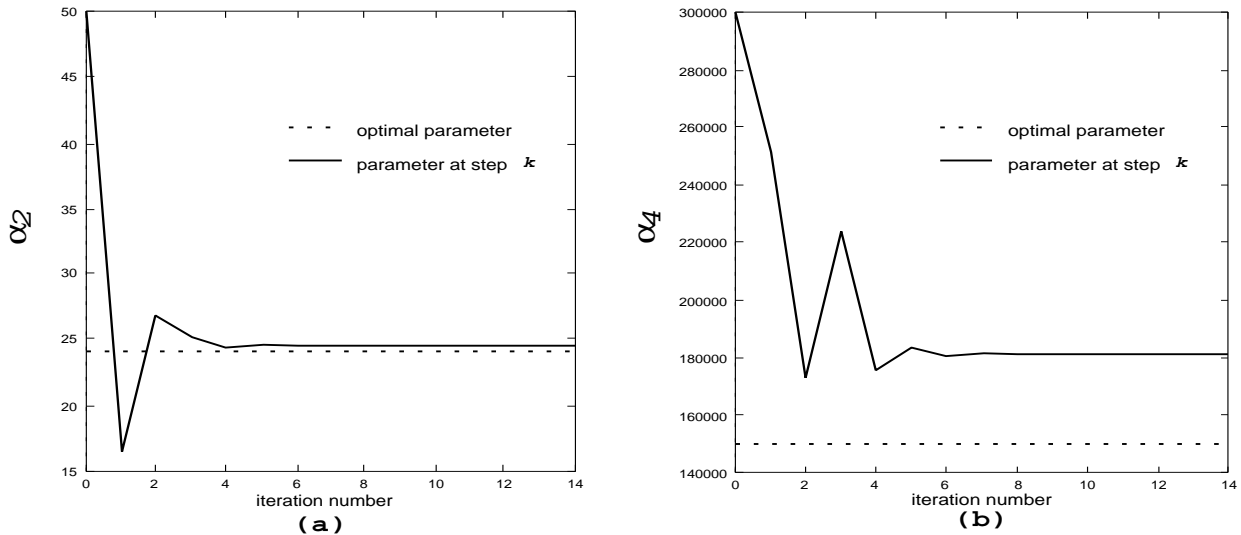 50
45
40
35
30
25
20
15
α2
optimal parameter
parameter at step k
0 2 4 6 8 10 12 14
iteration number
(a)
300000
280000
260000
240000
220000
200000
180000
160000
140000
α4
optimal parameter
parameter at step k
0 2 4 6 8 10 12 14
iteration number
(b)